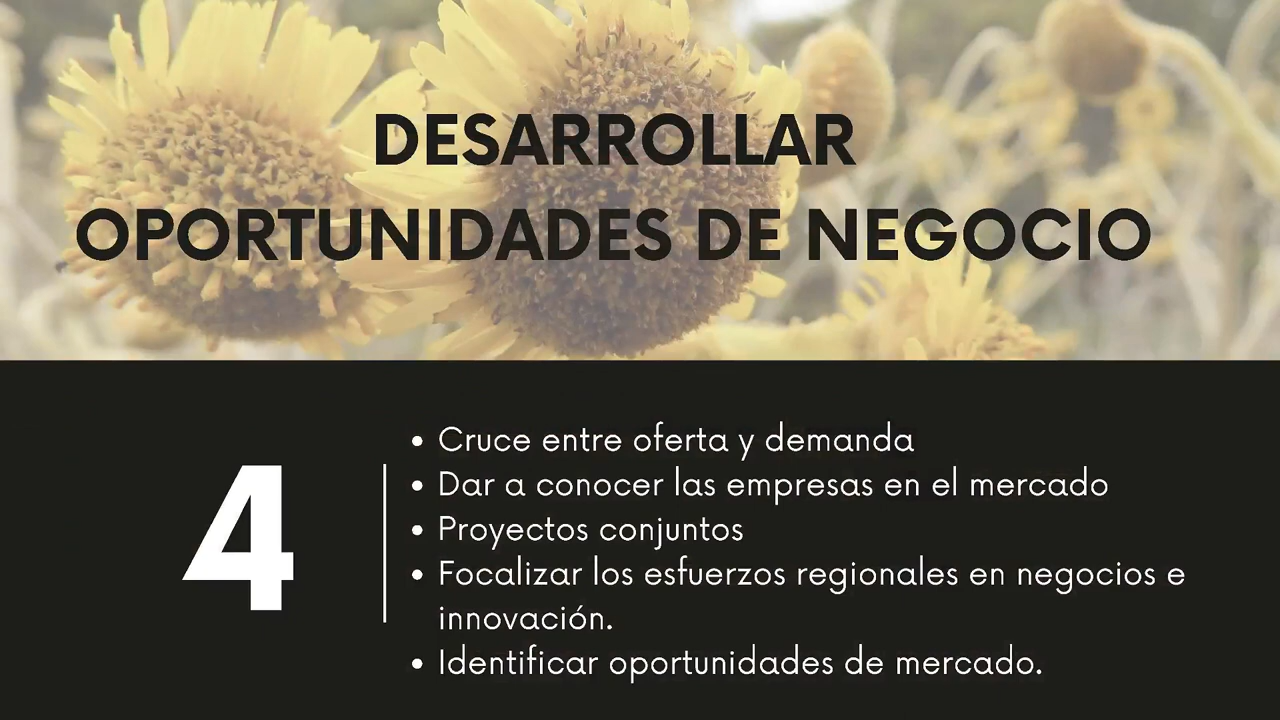 DESARROLLAR
OPORTUNIDADES DE NEGOCIO
4
• Cruce entre oferta y demanda
• Dar a conocer las empresas en el mercado
• Proyectos conjuntos
• Focalizar los esfuerzos regionales en negocios e
innovación.
• Identificar oportunidades de mercado.